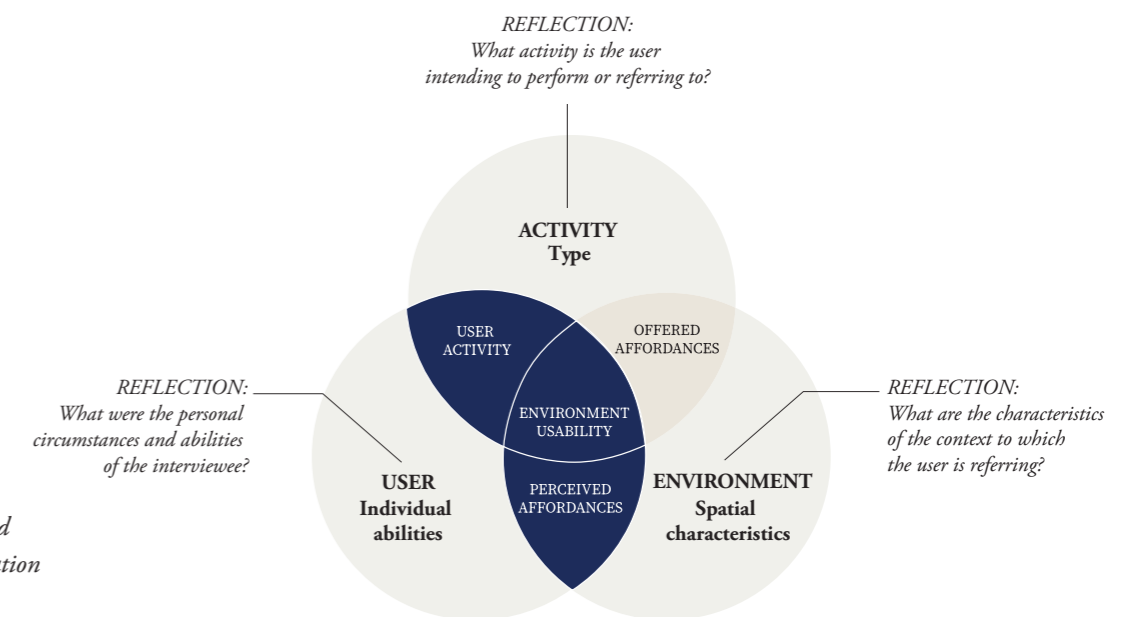 REFLECTION:
What activity is the user
intending to perform or referring to?
ACTIVITY
Type
USER
ACTIVITY
OFFERED
AFFORDANCES
ENVIRONMENT
USABILITY
REFLECTION:
What were the personal
circumstances and abilities
of the interviewee?
REFLECTION:
What are the characteristics
of the context to which
the user is referring?
USER
Individual
abilities
PERCEIVED
AFFORDANCES
ENVIRONMENT
Spatial
characteristics